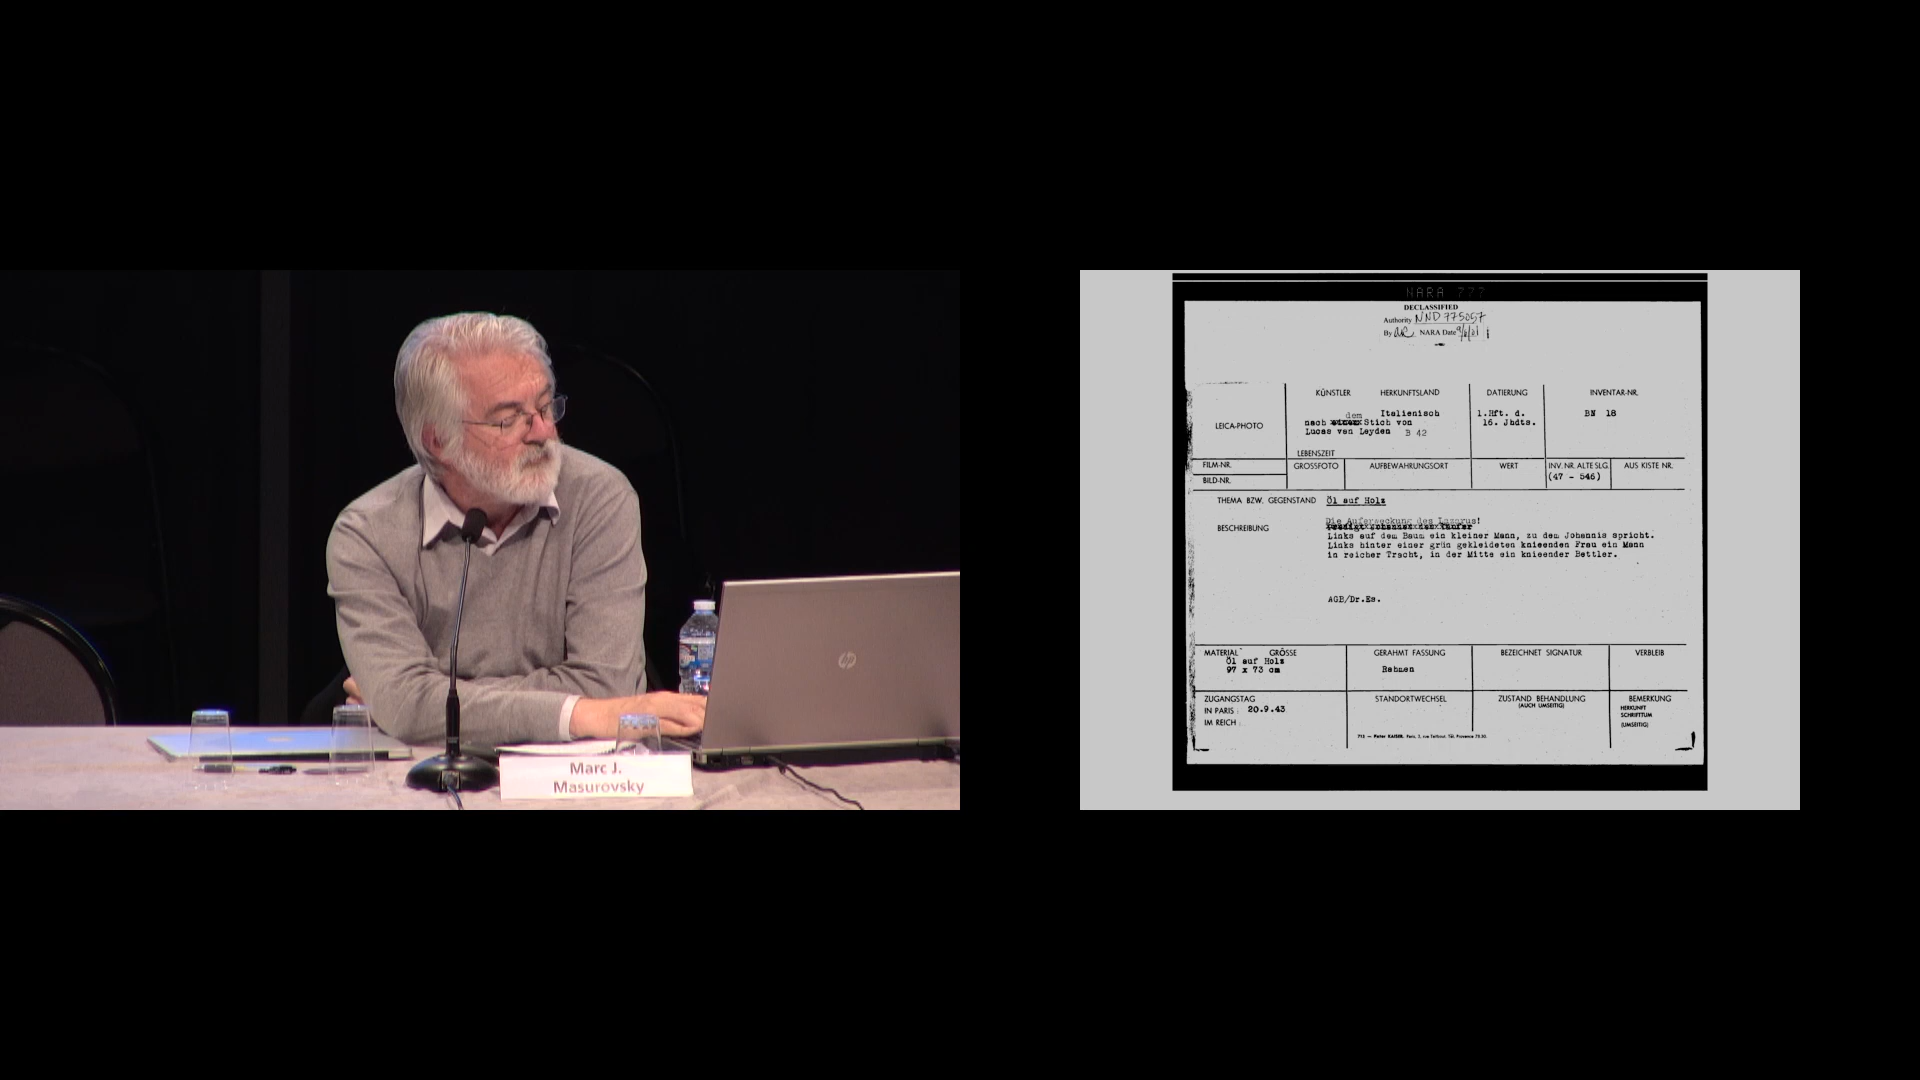 Marc J.
Masurovsky
hp
NARA 777
DECLASSIFIED
Authority NND 775057
By NARA Date
KÜNSTLER HERKUNFTSLAND DATIERUNG INVENTAR-NR.
dem Italienisch 1.Hft. d. BN 18
nach Stich von 16. Jhdts.
LEICA-PHOTO
Lucas van Leyden B 42
LEBENSZEIT
FILM-NR. GROSSFOTO AUFBEWAHRUNGSORT WERT INV. NR. ALTE SLG. AUS KISTE NR.
BILD-NR. (47 - 546)
THEMA BZW. GEGENSTAND Öl auf Holz
Die Auferweckung des Lazarus!
BESCHREIBUNG
Links auf dem Baum ein kleiner Mann, zu dem Johannis spricht.
Links hinter einer grün gekleideten knieenden Frau ein Mann
in reicher Tracht, in der Mitte ein knieender Bettler.
AGB/Dr.Es.
MATERIAL GRÖSSE GERAHMT FASSUNG BEZEICHNET SIGNATUR VERBLEIB
Öl auf Holz
97 x 73 cm Rahmen
ZUGANGSTAG STANDORTWECHSEL ZUSTAND BEHANDLUNG BEMERKUNG
(AUCH UMSEITIG)
IN PARIS: 20.9.43 HERKUNFT
SCHRIFTTUM
IM REICH (UMSEITIG)